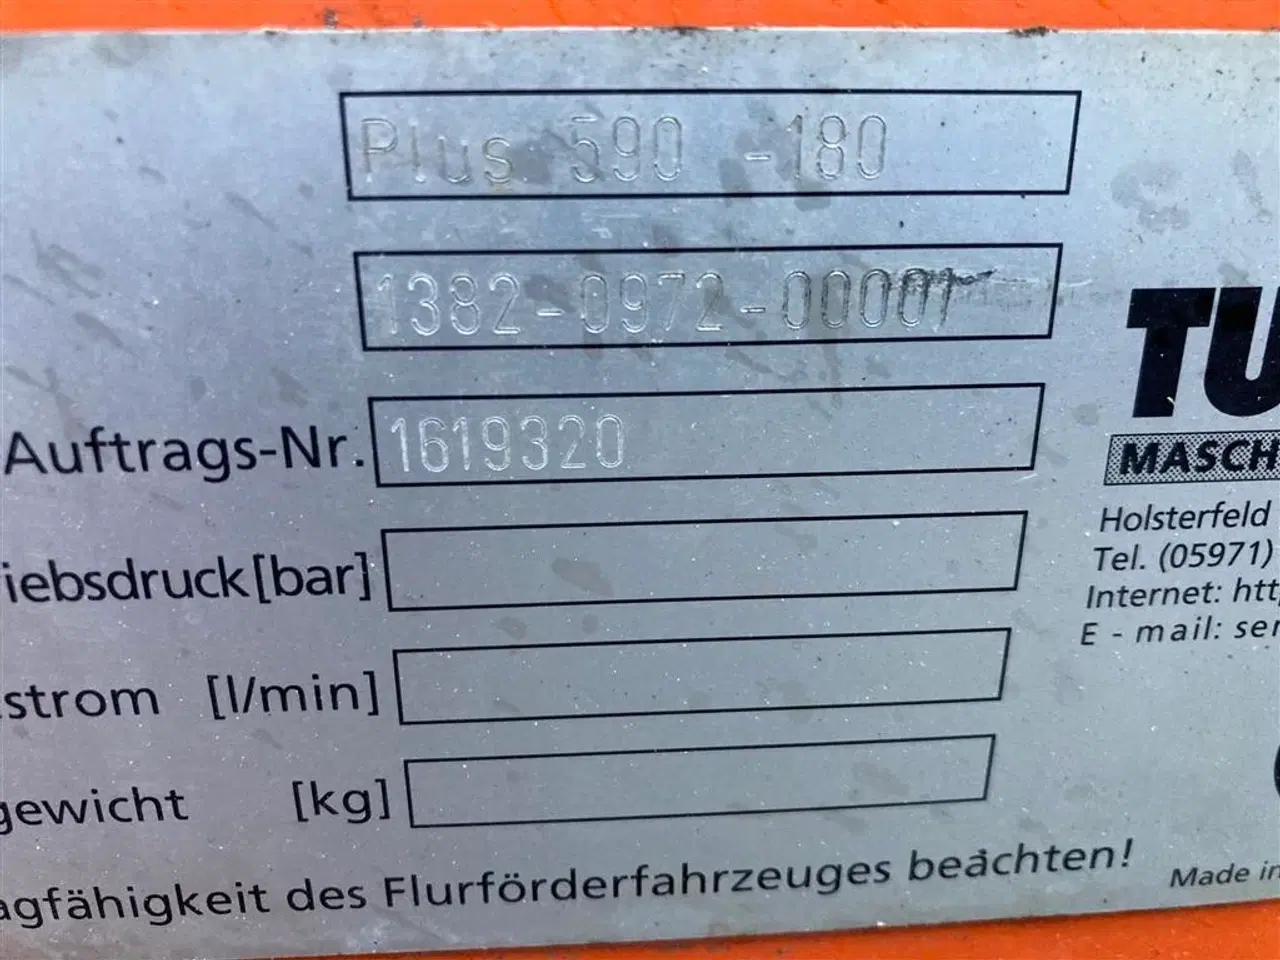 Plus 590 -180
1382-0972-00001
Auftrags-Nr. 1619320
iebsdruck[bar]
strom [l/min]
gewicht [kg]
agfähigkeit des Flurförderfahrzeuges beachten!
TU
MASCH
Holsterfeld
Tel. (05971)
Internet: htt
E - mail: ser
Made in